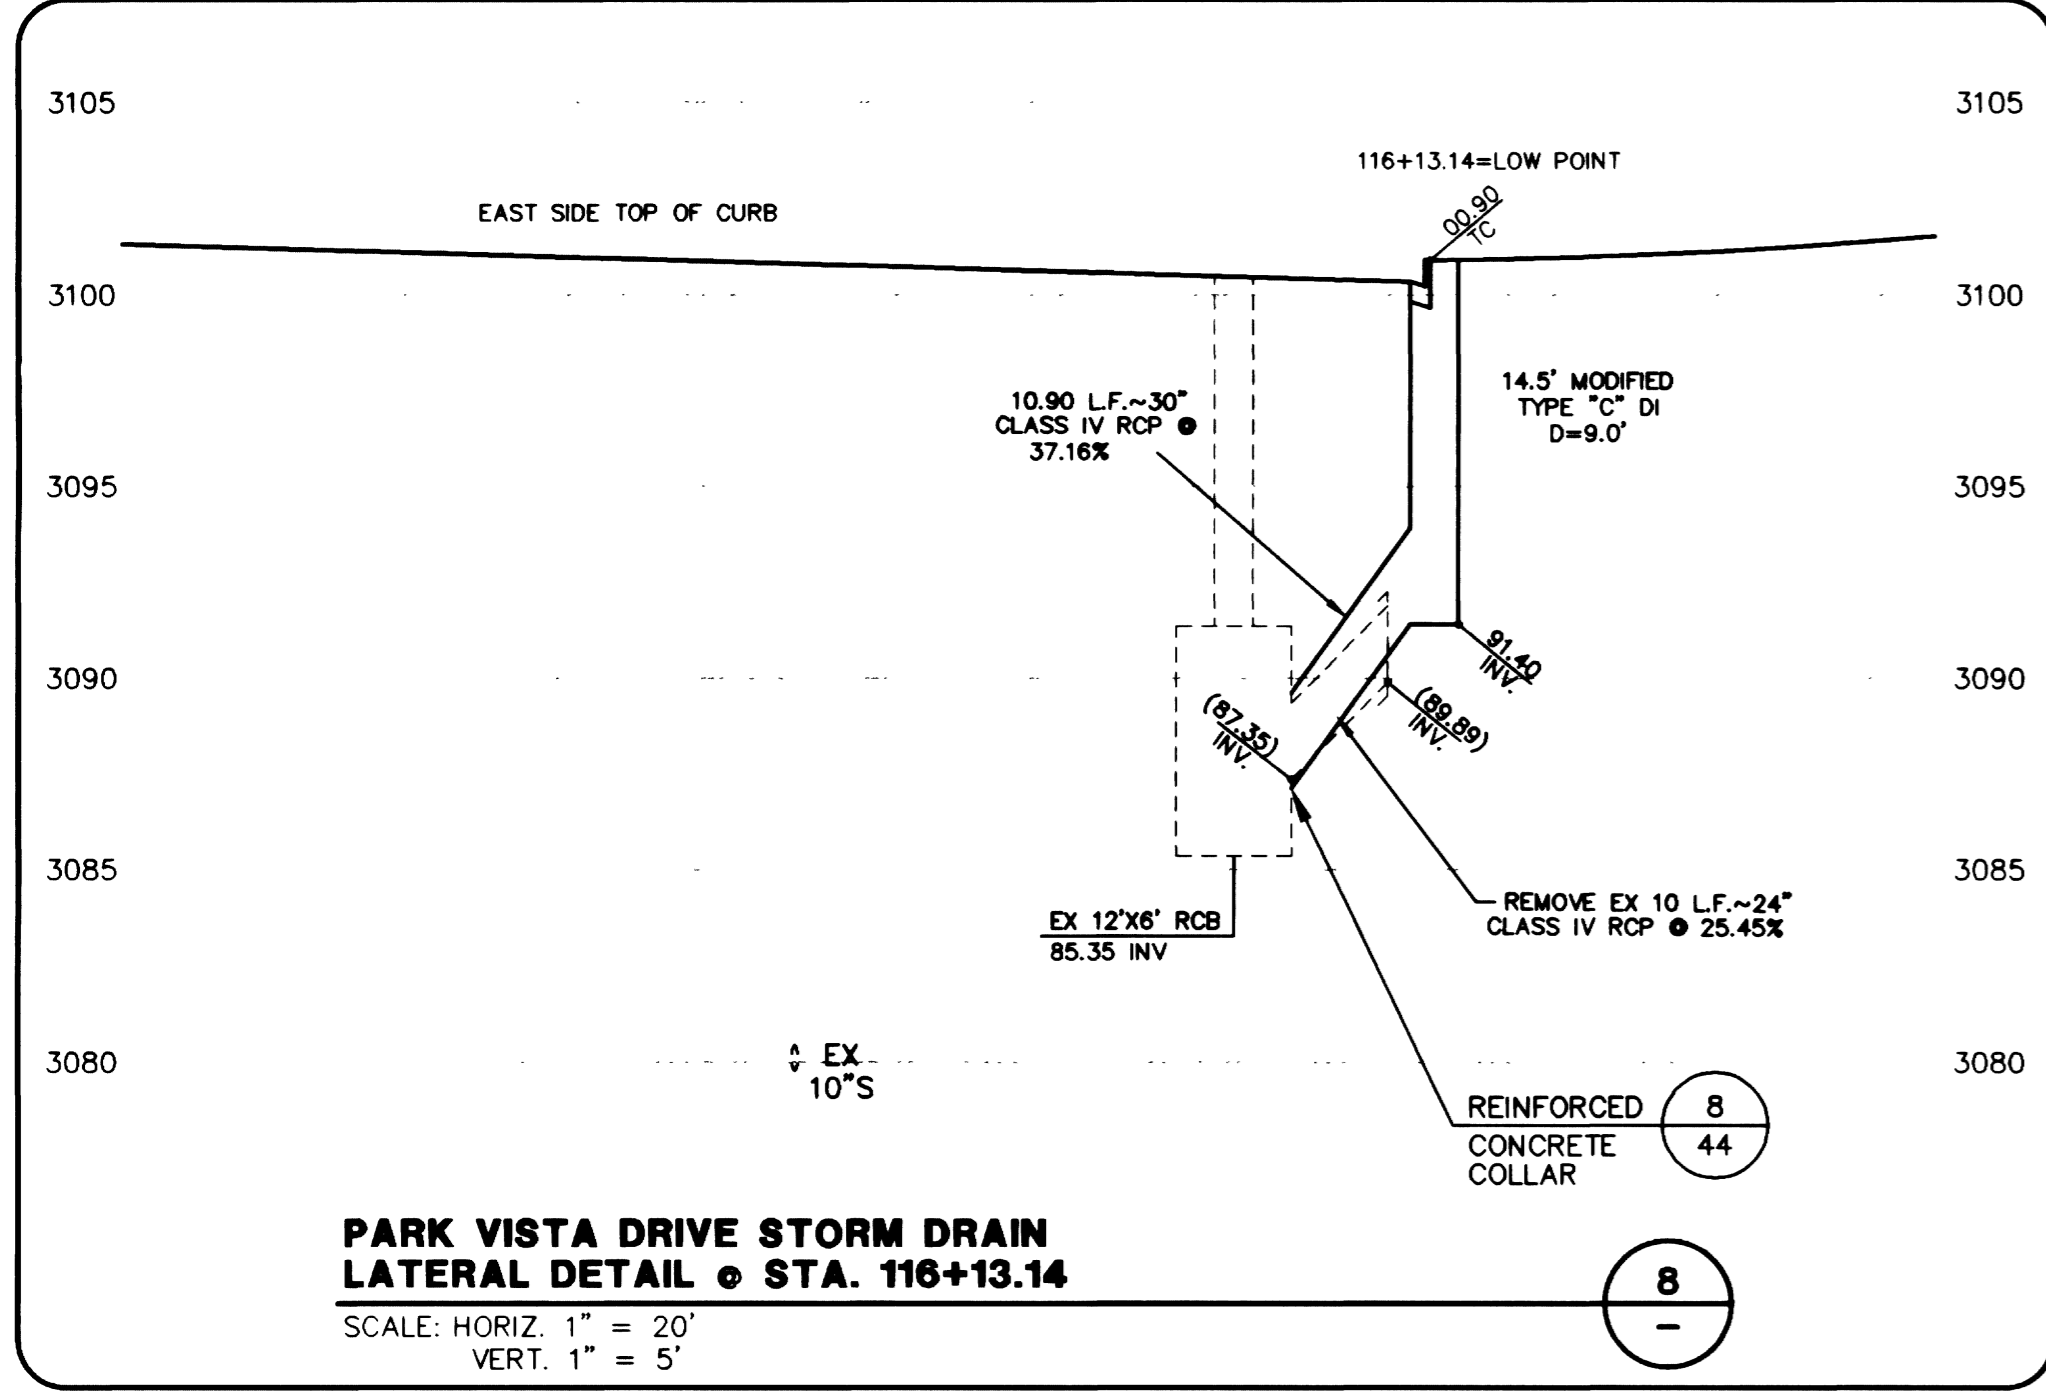 3105
3105
116+13.14=LOW POINT
EAST SIDE TOP OF CURB
00.90
TC
3100
3100
10.90 L.F.~30"
CLASS IV RCP @
37.16%
14.5' MODIFIED
TYPE "C" DI
D=9.0'
3095
3095
91.40
INV.
3090
3090
(87.35)
INV.
(89.89)
INV.
3085
3085
EX 12'X6' RCB
85.35 INV
REMOVE EX 10 L.F.~24"
CLASS IV RCP @ 25.45%
3080
EX
10"S
3080
REINFORCED
CONCRETE
COLLAR
8
44
PARK VISTA DRIVE STORM DRAIN
LATERAL DETAIL @ STA. 116+13.14
SCALE: HORIZ. 1" = 20'
VERT. 1" = 5'
8
-